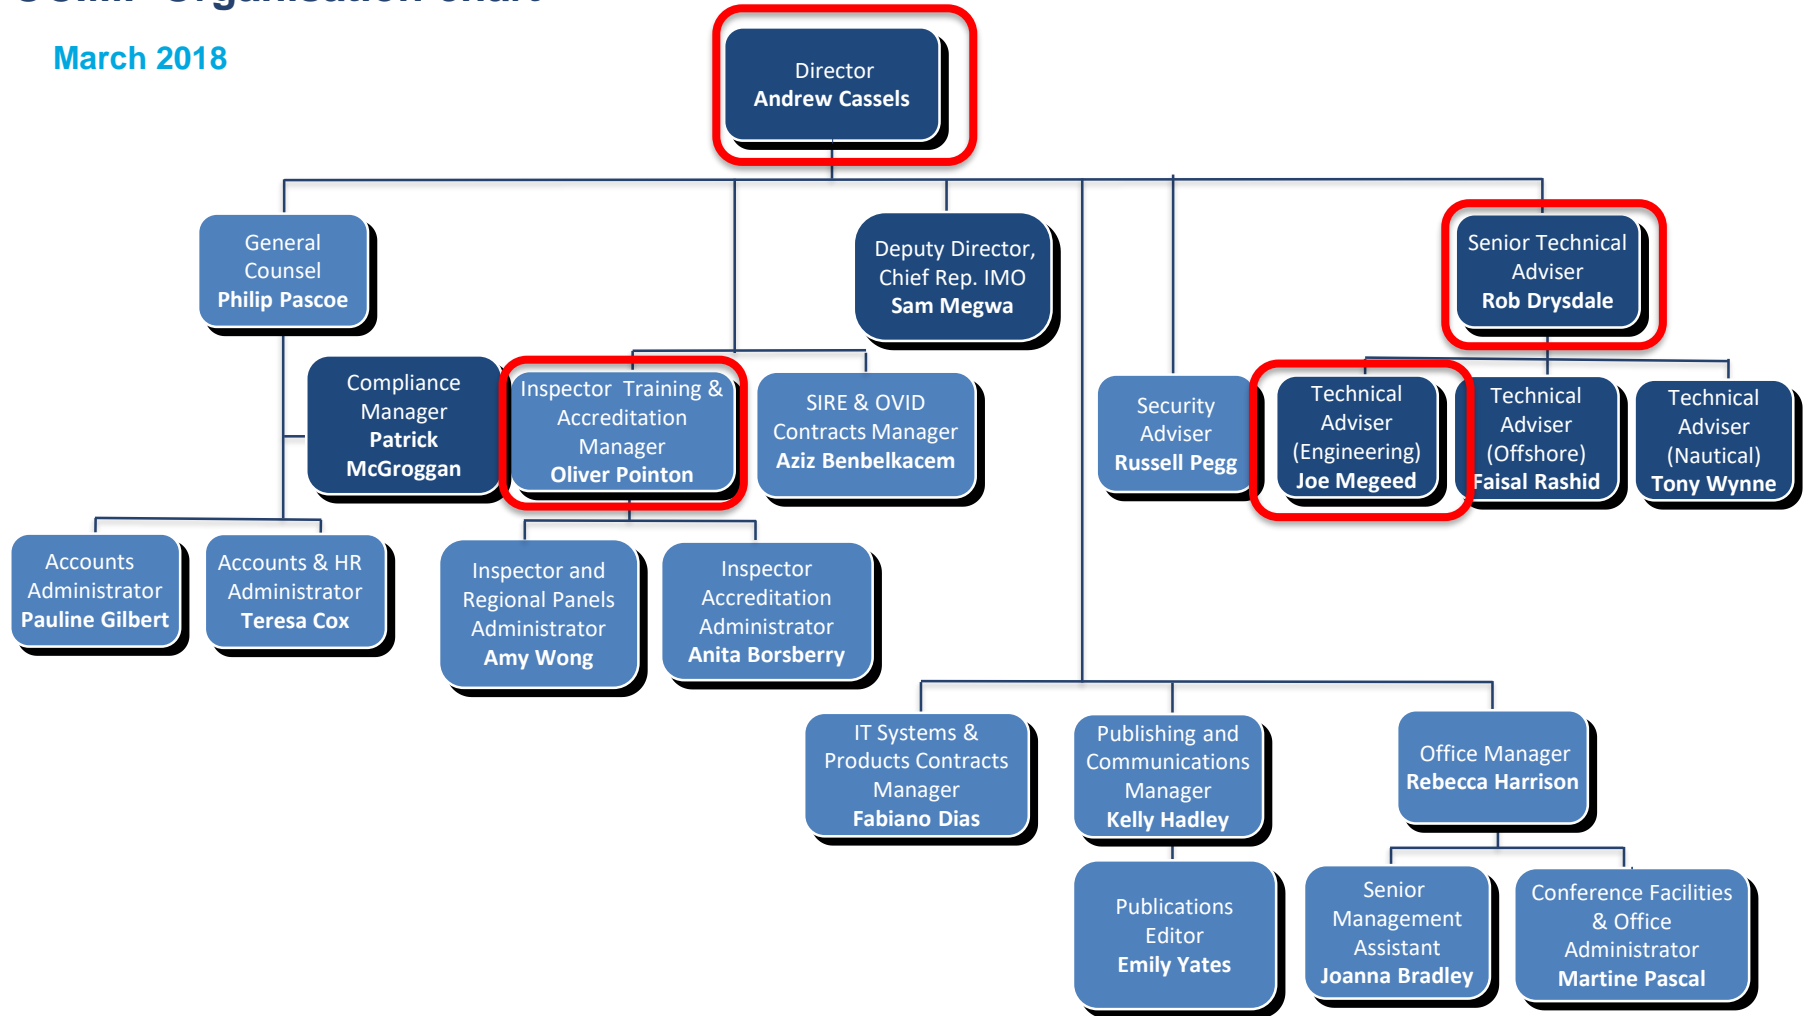 Organisation chart
March 2018
Director
Andrew Cassels
General
Counsel
Philip Pascoe
Deputy Director,
Chief Rep. IMO
Sam Megwa
Senior Technical
Adviser
Rob Drysdale
Compliance
Manager
Patrick
McGroggan
Inspector Training &
Accreditation
Manager
Oliver Pointon
SIRE & OVID
Contracts Manager
Aziz Benbelkacem
Security
Adviser
Russell Pegg
Technical
Adviser
(Engineering)
Joe Megeed
Technical
Adviser
(Offshore)
Faisal Rashid
Technical
Adviser
(Nautical)
Tony Wynne
Accounts
Administrator
Pauline Gilbert
Accounts & HR
Administrator
Teresa Cox
Inspector and
Regional Panels
Administrator
Amy Wong
Inspector
Accreditation
Administrator
Anita Borsberry
IT Systems &
Products Contracts
Manager
Fabiano Dias
Publishing and
Communications
Manager
Kelly Hadley
Office Manager
Rebecca Harrison
Publications
Editor
Emily Yates
Senior
Management
Assistant
Joanna Bradley
Conference Facilities
& Office
Administrator
Martine Pascal